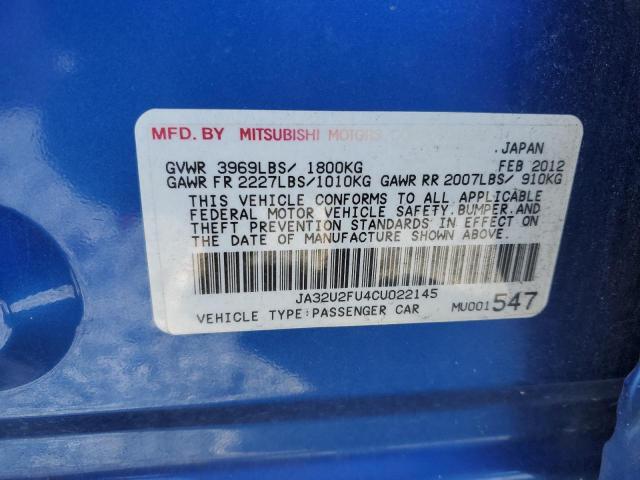 MFD. BY MITSUBISHI MOTORS
.JAPAN
GVWR 3969LBS/ 1800KG FEB 2012
GAWR FR 2227LBS/1010KG GAWR RR 2007LBS/ 910KG
THIS VEHICLE CONFORMS TO ALL APPLICABLE
FEDERAL MOTOR VEHICLE SAFETY.BUMPER.AND
THEFT PREVENTION STANDARDS IN EFFECT ON
THE DATE OF MANUFACTURE SHOWN ABOVE.
JA32U2FU4CU022145
VEHICLE TYPE:PASSENGER CAR MU001547